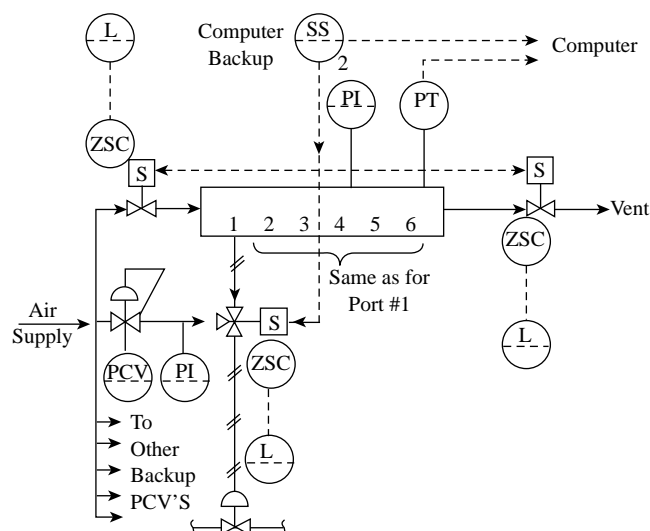 L
Computer
Backup
SS
2
Computer
PI
PT
ZSC
S
S
1 2 3 4 5 6
Vent
ZSC
Same as for
Port #1
Air
Supply
S
L
PCV
PI
ZSC
To
Other
Backup
PCV'S
L